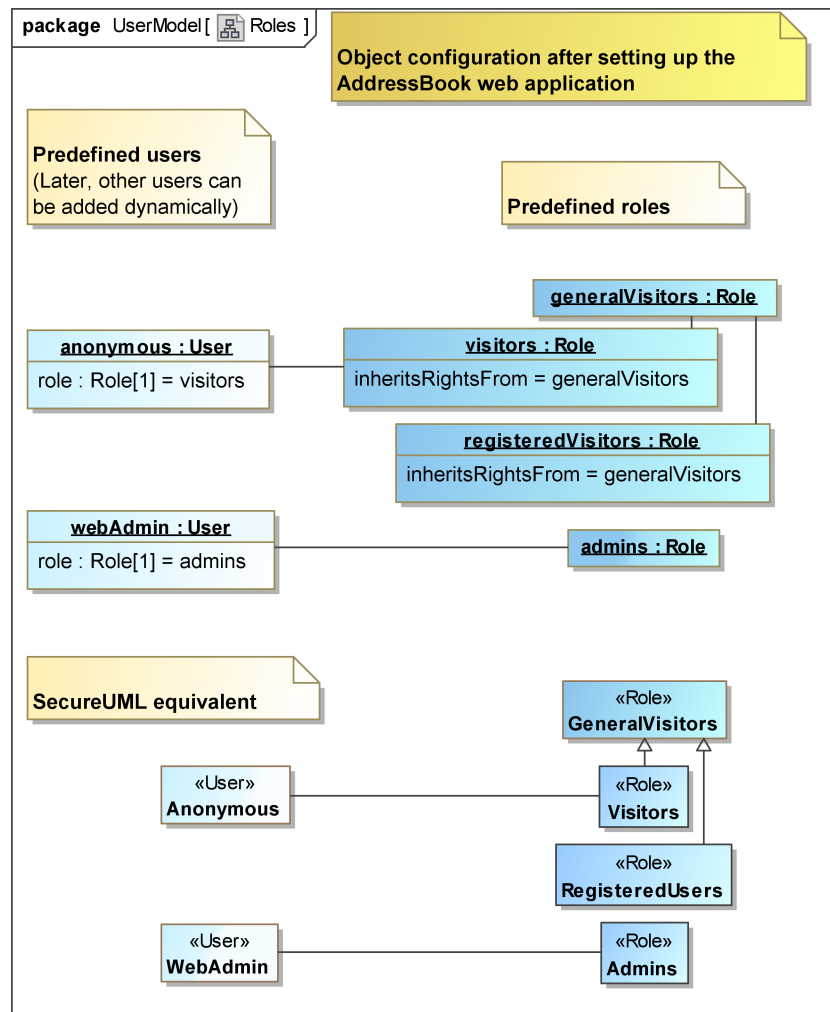 package UserModel[ Roles ]
Object configuration after setting up the
AddressBook web application
Predefined users
(Later, other users can
be added dynamically)
Predefined roles
generalVisitors : Role
anonymous : User
role : Role[1] = visitors
visitors : Role
inheritsRightsFrom = generalVisitors
registeredVisitors : Role
inheritsRightsFrom = generalVisitors
webAdmin : User
role : Role[1] = admins
admins : Role
SecureUML equivalent
«Role»
GeneralVisitors
«User»
Anonymous
«Role»
Visitors
«Role»
RegisteredUsers
«User»
WebAdmin
«Role»
Admins